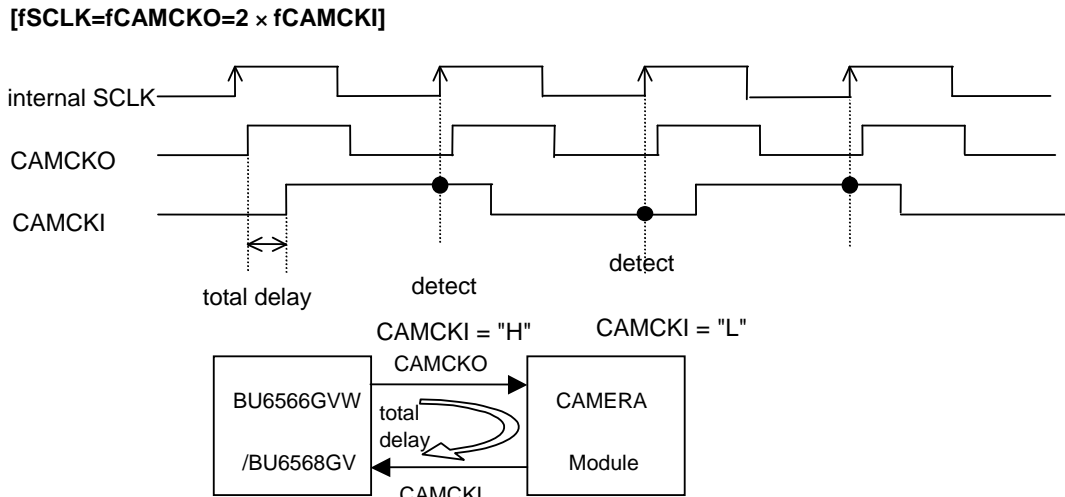 [fSCLK=fCAMCKO=2 × fCAMCKI]
internal SCLK
CAMCKO
CAMCKI
total delay
detect
detect
CAMCKI = "H"
CAMCKI = "L"
CAMCKO
BU6566GVW
/BU6568GV
total
delay
CAMERA
Module
CAMCKI